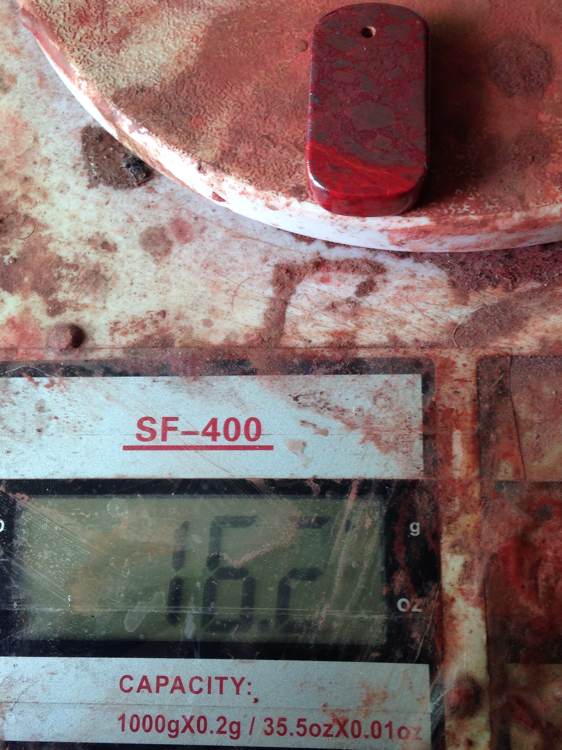 SF-400
16.2
g
oz
CAPACITY:
1000gX0.2g / 35.5ozX0.01oz